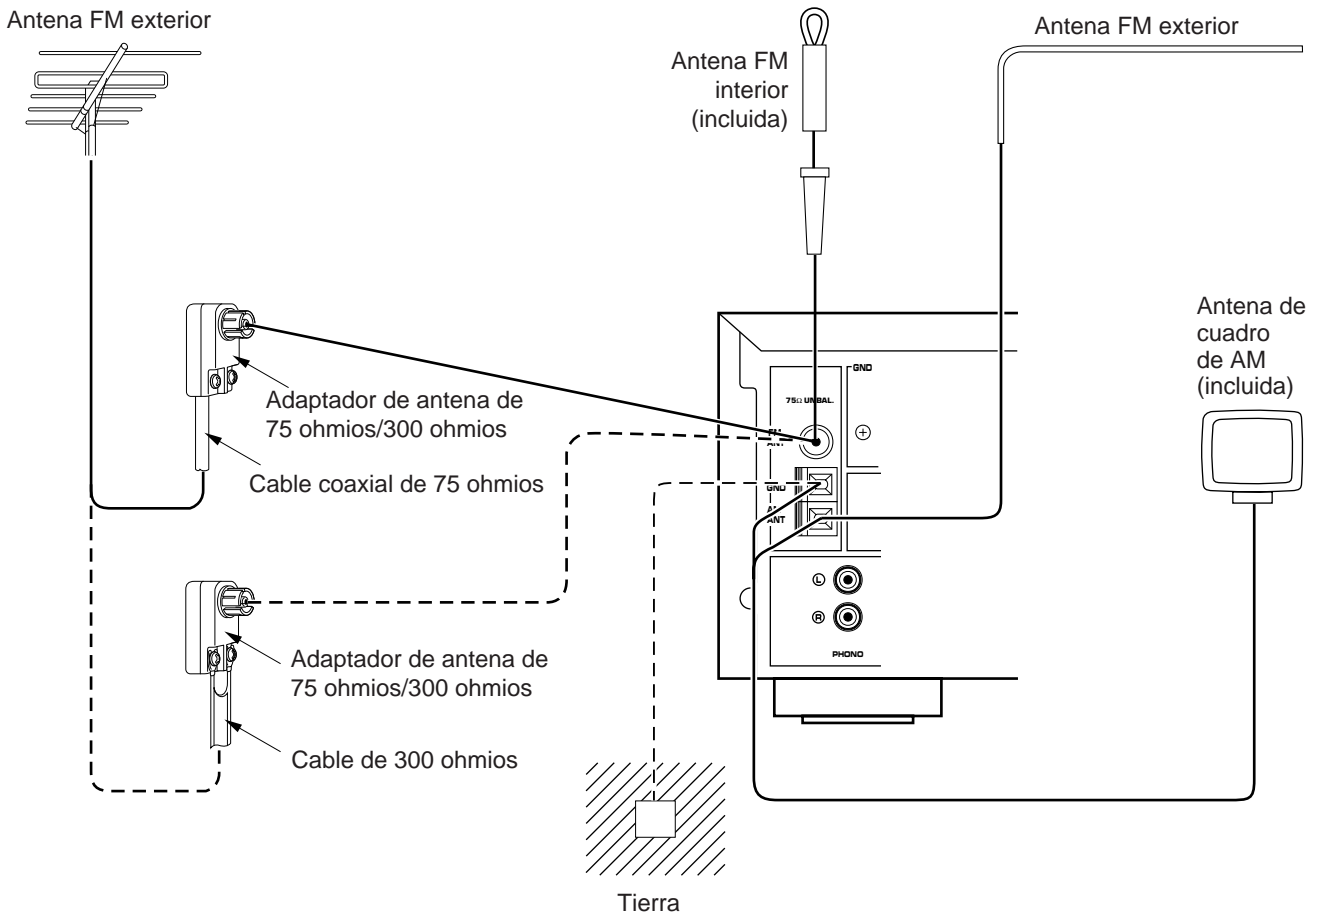 Antena FM exterior
Antena FM
interior
(incluida)
Antena FM exterior
Antena de
cuadro
de AM
(incluida)
Adaptador de antena de
75 ohmios/300 ohmios
Cable coaxial de 75 ohmios
GND
75Ω UNBAL.
FM
ANT
GND
AM
ANT
L
R
PHONO
Adaptador de antena de
75 ohmios/300 ohmios
Cable de 300 ohmios
Tierra